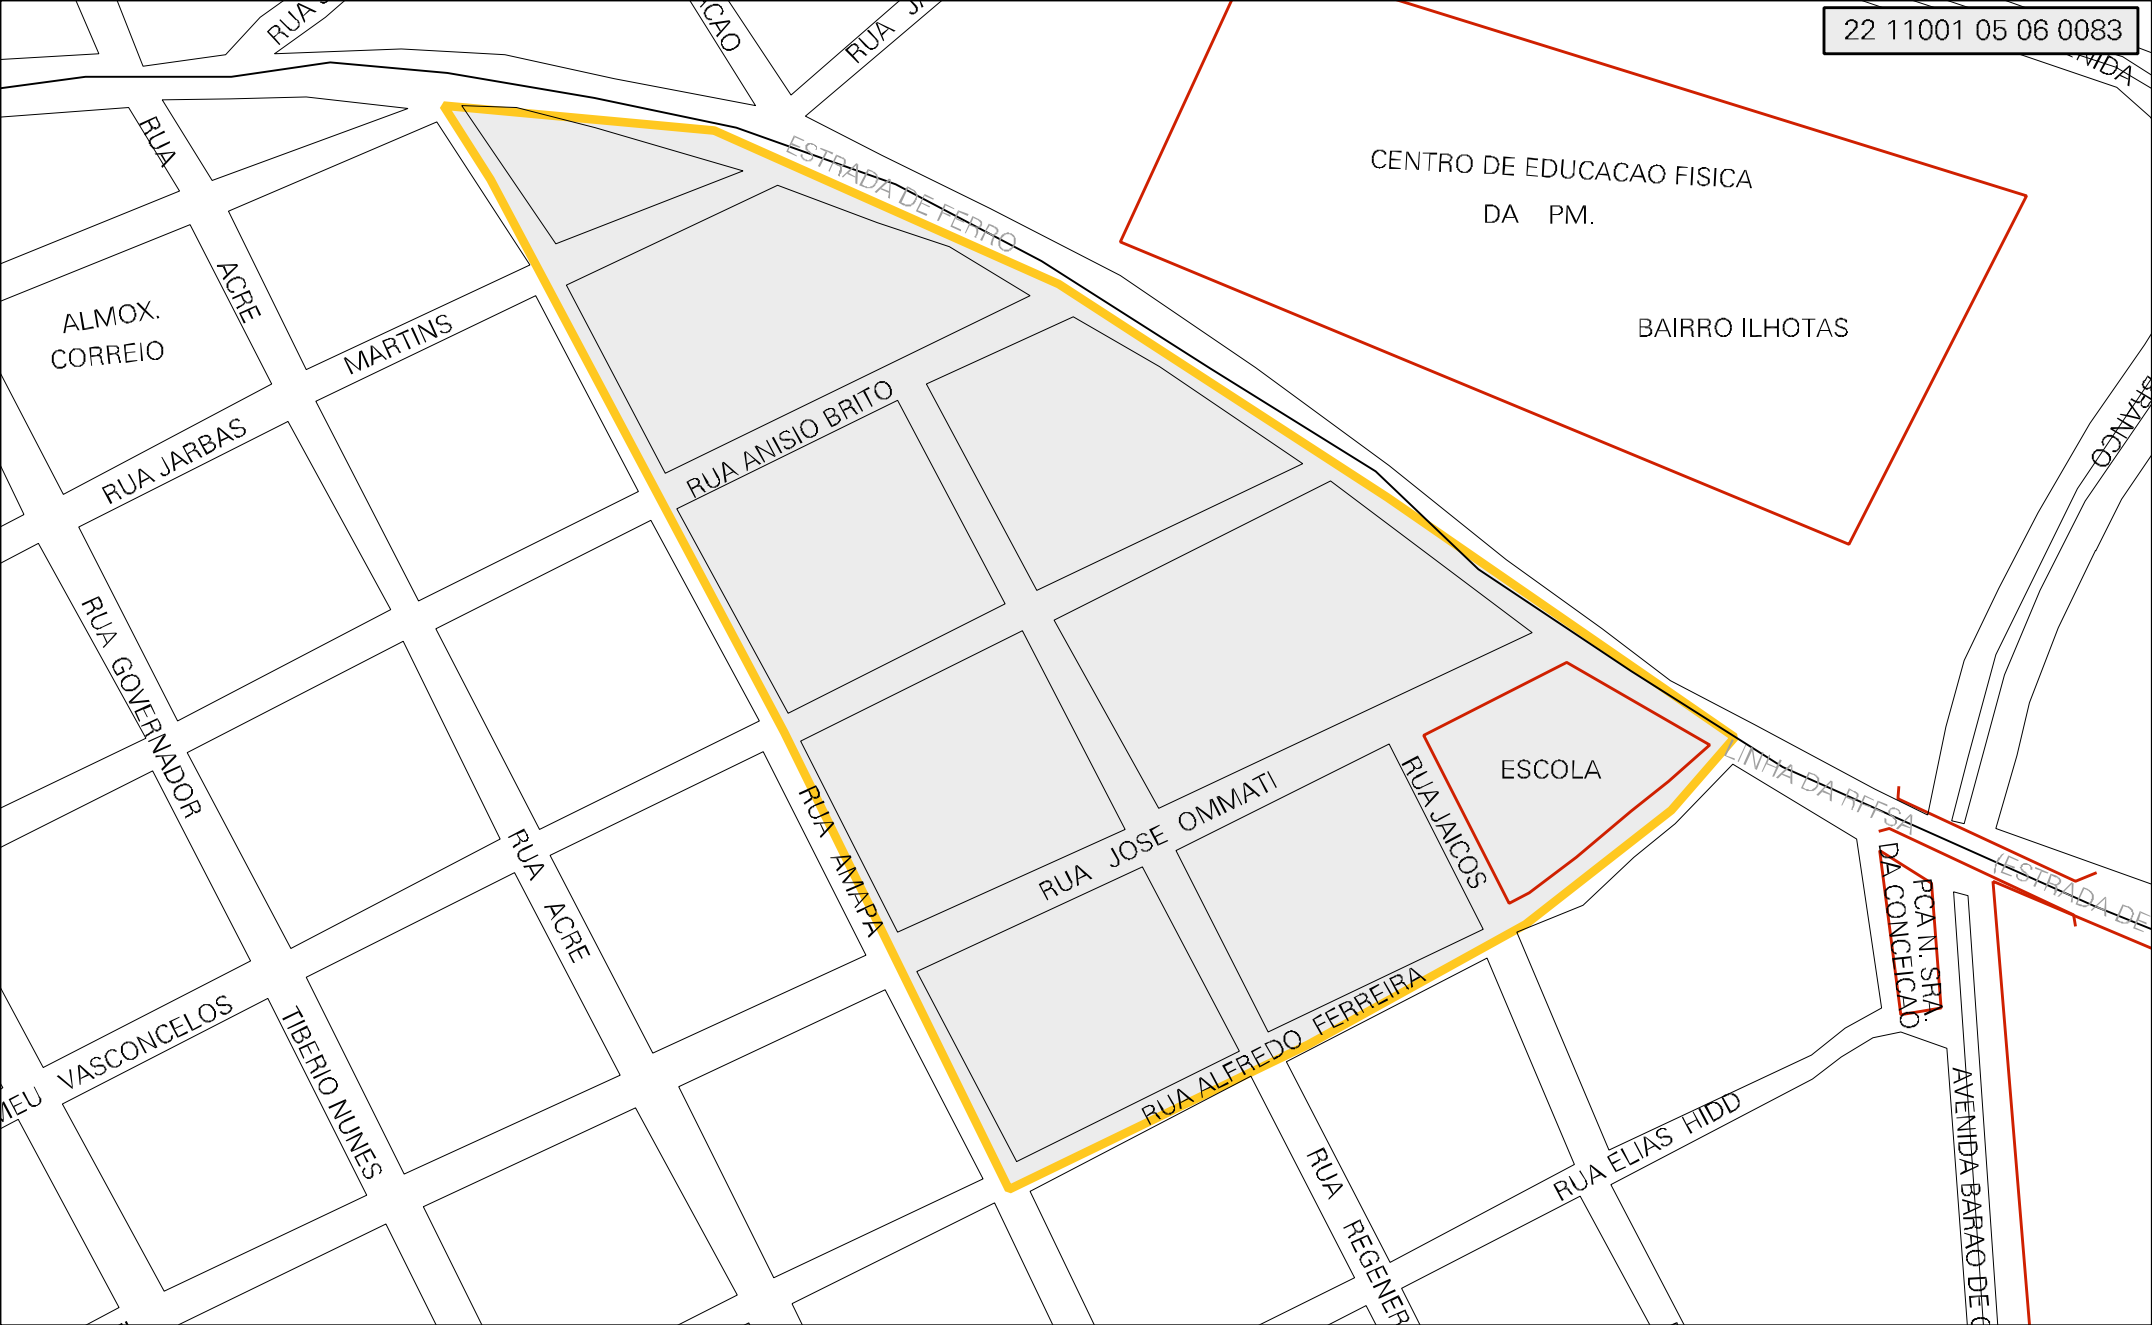 22 11001 05 06 0083
RUA
CENTRO DE EDUCACAO FISICA
DA PM.
BAIRRO ILHOTAS
ESTRADA DE FERRO
RUA
ACRE
ALMOX.
CORREIO
MARTINS
RUA JARBAS
RUA ANISIO BRITO
BRANCO
RUA GOVERNADOR
TIBERIO NUNES
RUA ACRE
RUA AMAPA
RUA JOSE OMMATI
RUA JAICOS
ESCOLA
LINHA DA RFFSA
(ESTRADA DE
PCA N. SRA.
DA CONCEICAO
VASCONCELOS
RUA ALFREDO FERREIRA
RUA ELIAS HIDD
RUA REGENER
AVENIDA BARAO DE